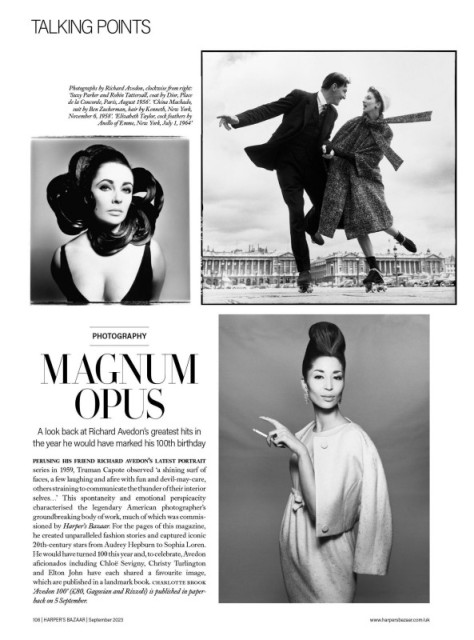 TALKING POINTS
Photographs by Richard Avedon, clockwise from right:
'Suzy Parker and Robin Tattersall, coat by Dior, Place
de la Concorde, Paris, August 1956'. 'China Machado,
suit by Ben Zuckerman, hair by Kenneth, New York,
November 6, 1958'. 'Elizabeth Taylor, cock feathers by
Anello of Emme, New York, July 1, 1964'
PHOTOGRAPHY
MAGNUM
OPUS
A look back at Richard Avedon's greatest hits in
the year he would have marked his 100th birthday
PERUSING HIS FRIEND RICHARD AVEDON'S LATEST PORTRAIT
series in 1959, Truman Capote observed 'a shining surf of
faces, a few laughing and afire with fun and devil-may-care,
others straining to communicate the thunder of their interior
selves…' This spontaneity and emotional perspicacity
characterised the legendary American photographer's
groundbreaking body of work, much of which was commis-
sioned by Harper's Bazaar. For the pages of this magazine,
he created unparalleled fashion stories and captured iconic
20th-century stars from Audrey Hepburn to Sophia Loren.
He would have turned 100 this year and, to celebrate, Avedon
aficionados including Chloë Sevigny, Christy Turlington
and Elton John have each shared a favourite image,
which are published in a landmark book. CHARLOTTE BROOK
'Avedon 100' (£80, Gagosian and Rizzoli) is published in paper-
back on 5 September.
108 | HARPER'S BAZAAR | September 2023
www.harpersbazaar.com/uk